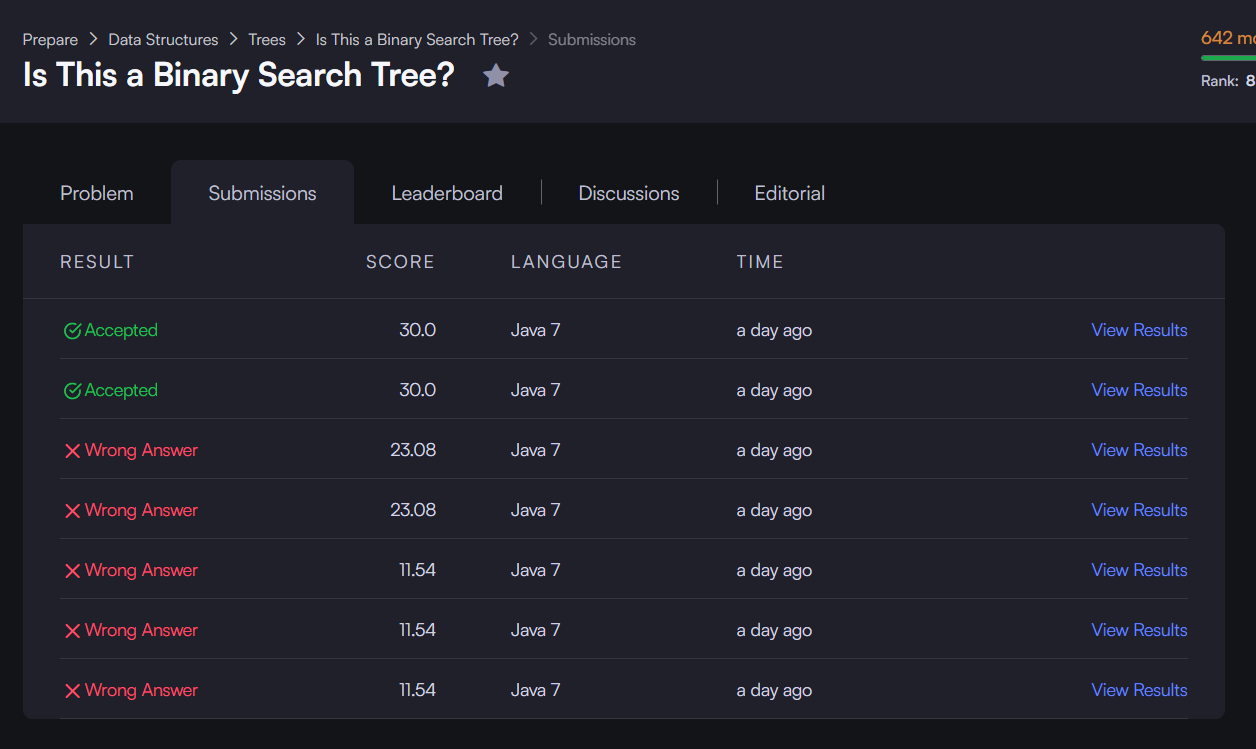 Prepare > Data Structures > Trees > Is This a Binary Search Tree? > Submissions
Is This a Binary Search Tree?
642 mo
Rank: 8
Problem Submissions Leaderboard Discussions Editorial
RESULT SCORE LANGUAGE TIME
Accepted 30.0 Java 7 a day ago View Results
Accepted 30.0 Java 7 a day ago View Results
Wrong Answer 23.08 Java 7 a day ago View Results
Wrong Answer 23.08 Java 7 a day ago View Results
Wrong Answer 11.54 Java 7 a day ago View Results
Wrong Answer 11.54 Java 7 a day ago View Results
Wrong Answer 11.54 Java 7 a day ago View Results